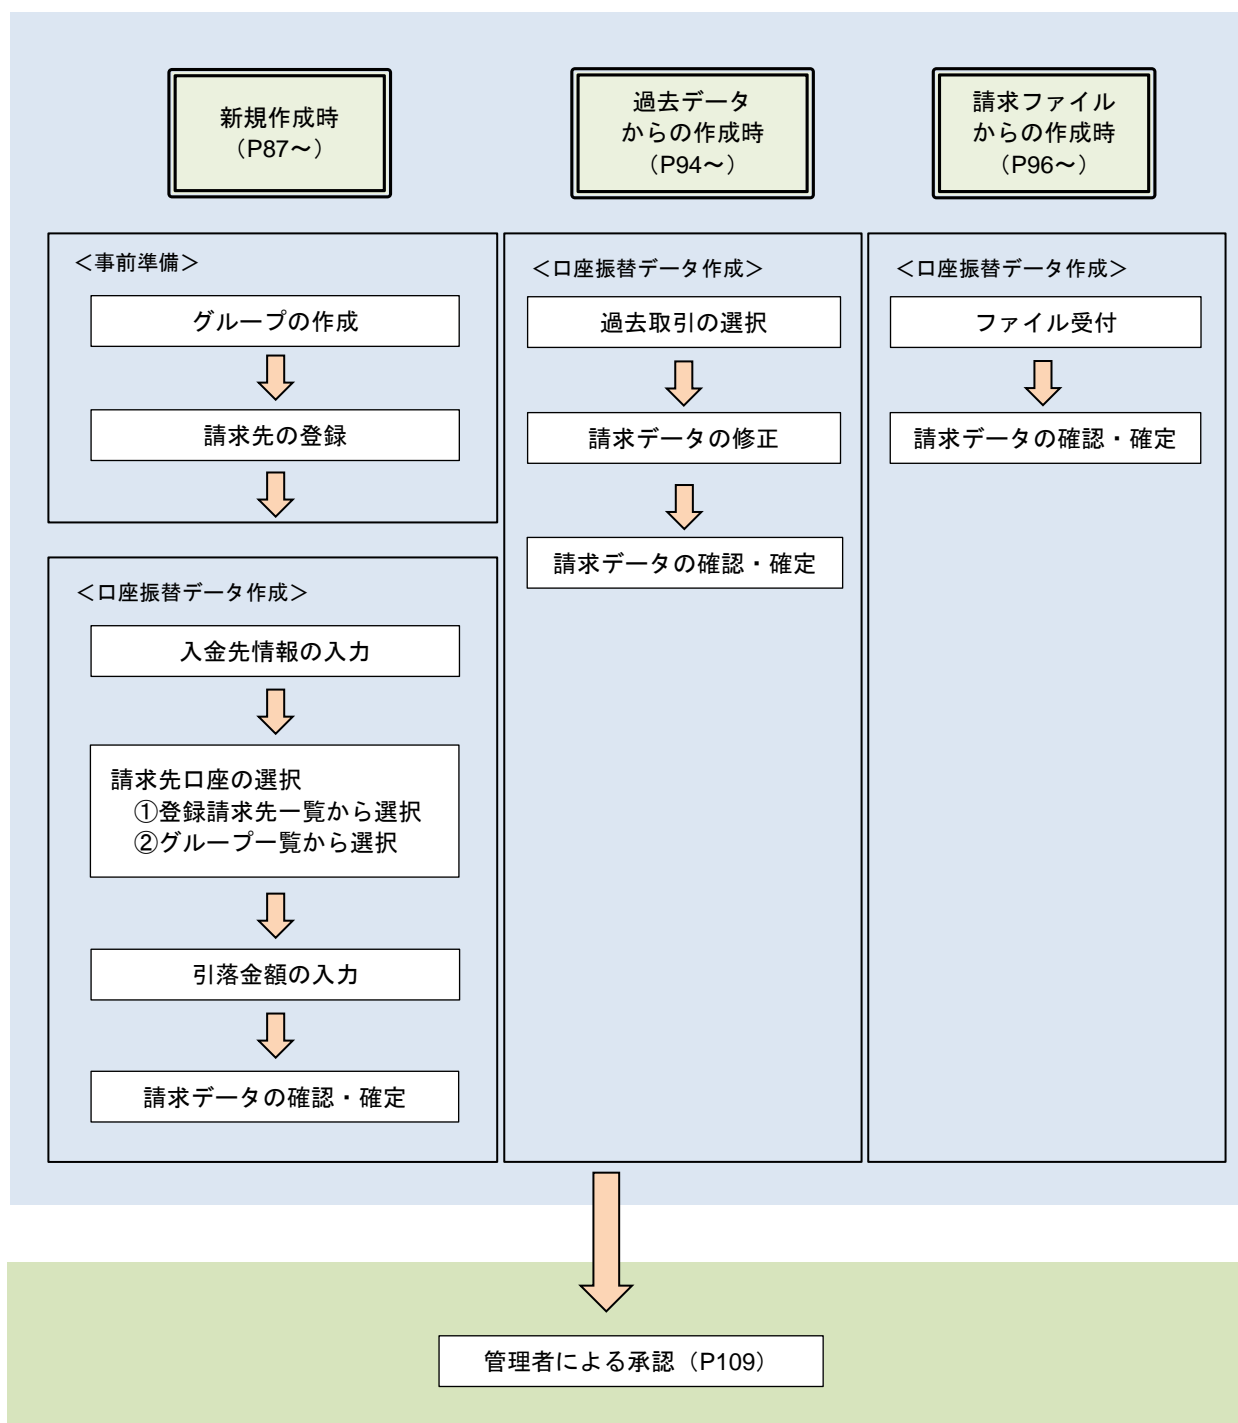 新規作成時
（P87～）
過去データ
からの作成時
（P94～）
請求ファイル
からの作成時
（P96～）
＜事前準備＞
グループの作成
請求先の登録
＜口座振替データ作成＞
入金先情報の入力
請求先口座の選択
①登録請求先一覧から選択
②グループ一覧から選択
引落金額の入力
請求データの確認・確定
＜口座振替データ作成＞
過去取引の選択
請求データの修正
請求データの確認・確定
＜口座振替データ作成＞
ファイル受付
請求データの確認・確定
管理者による承認（P109）